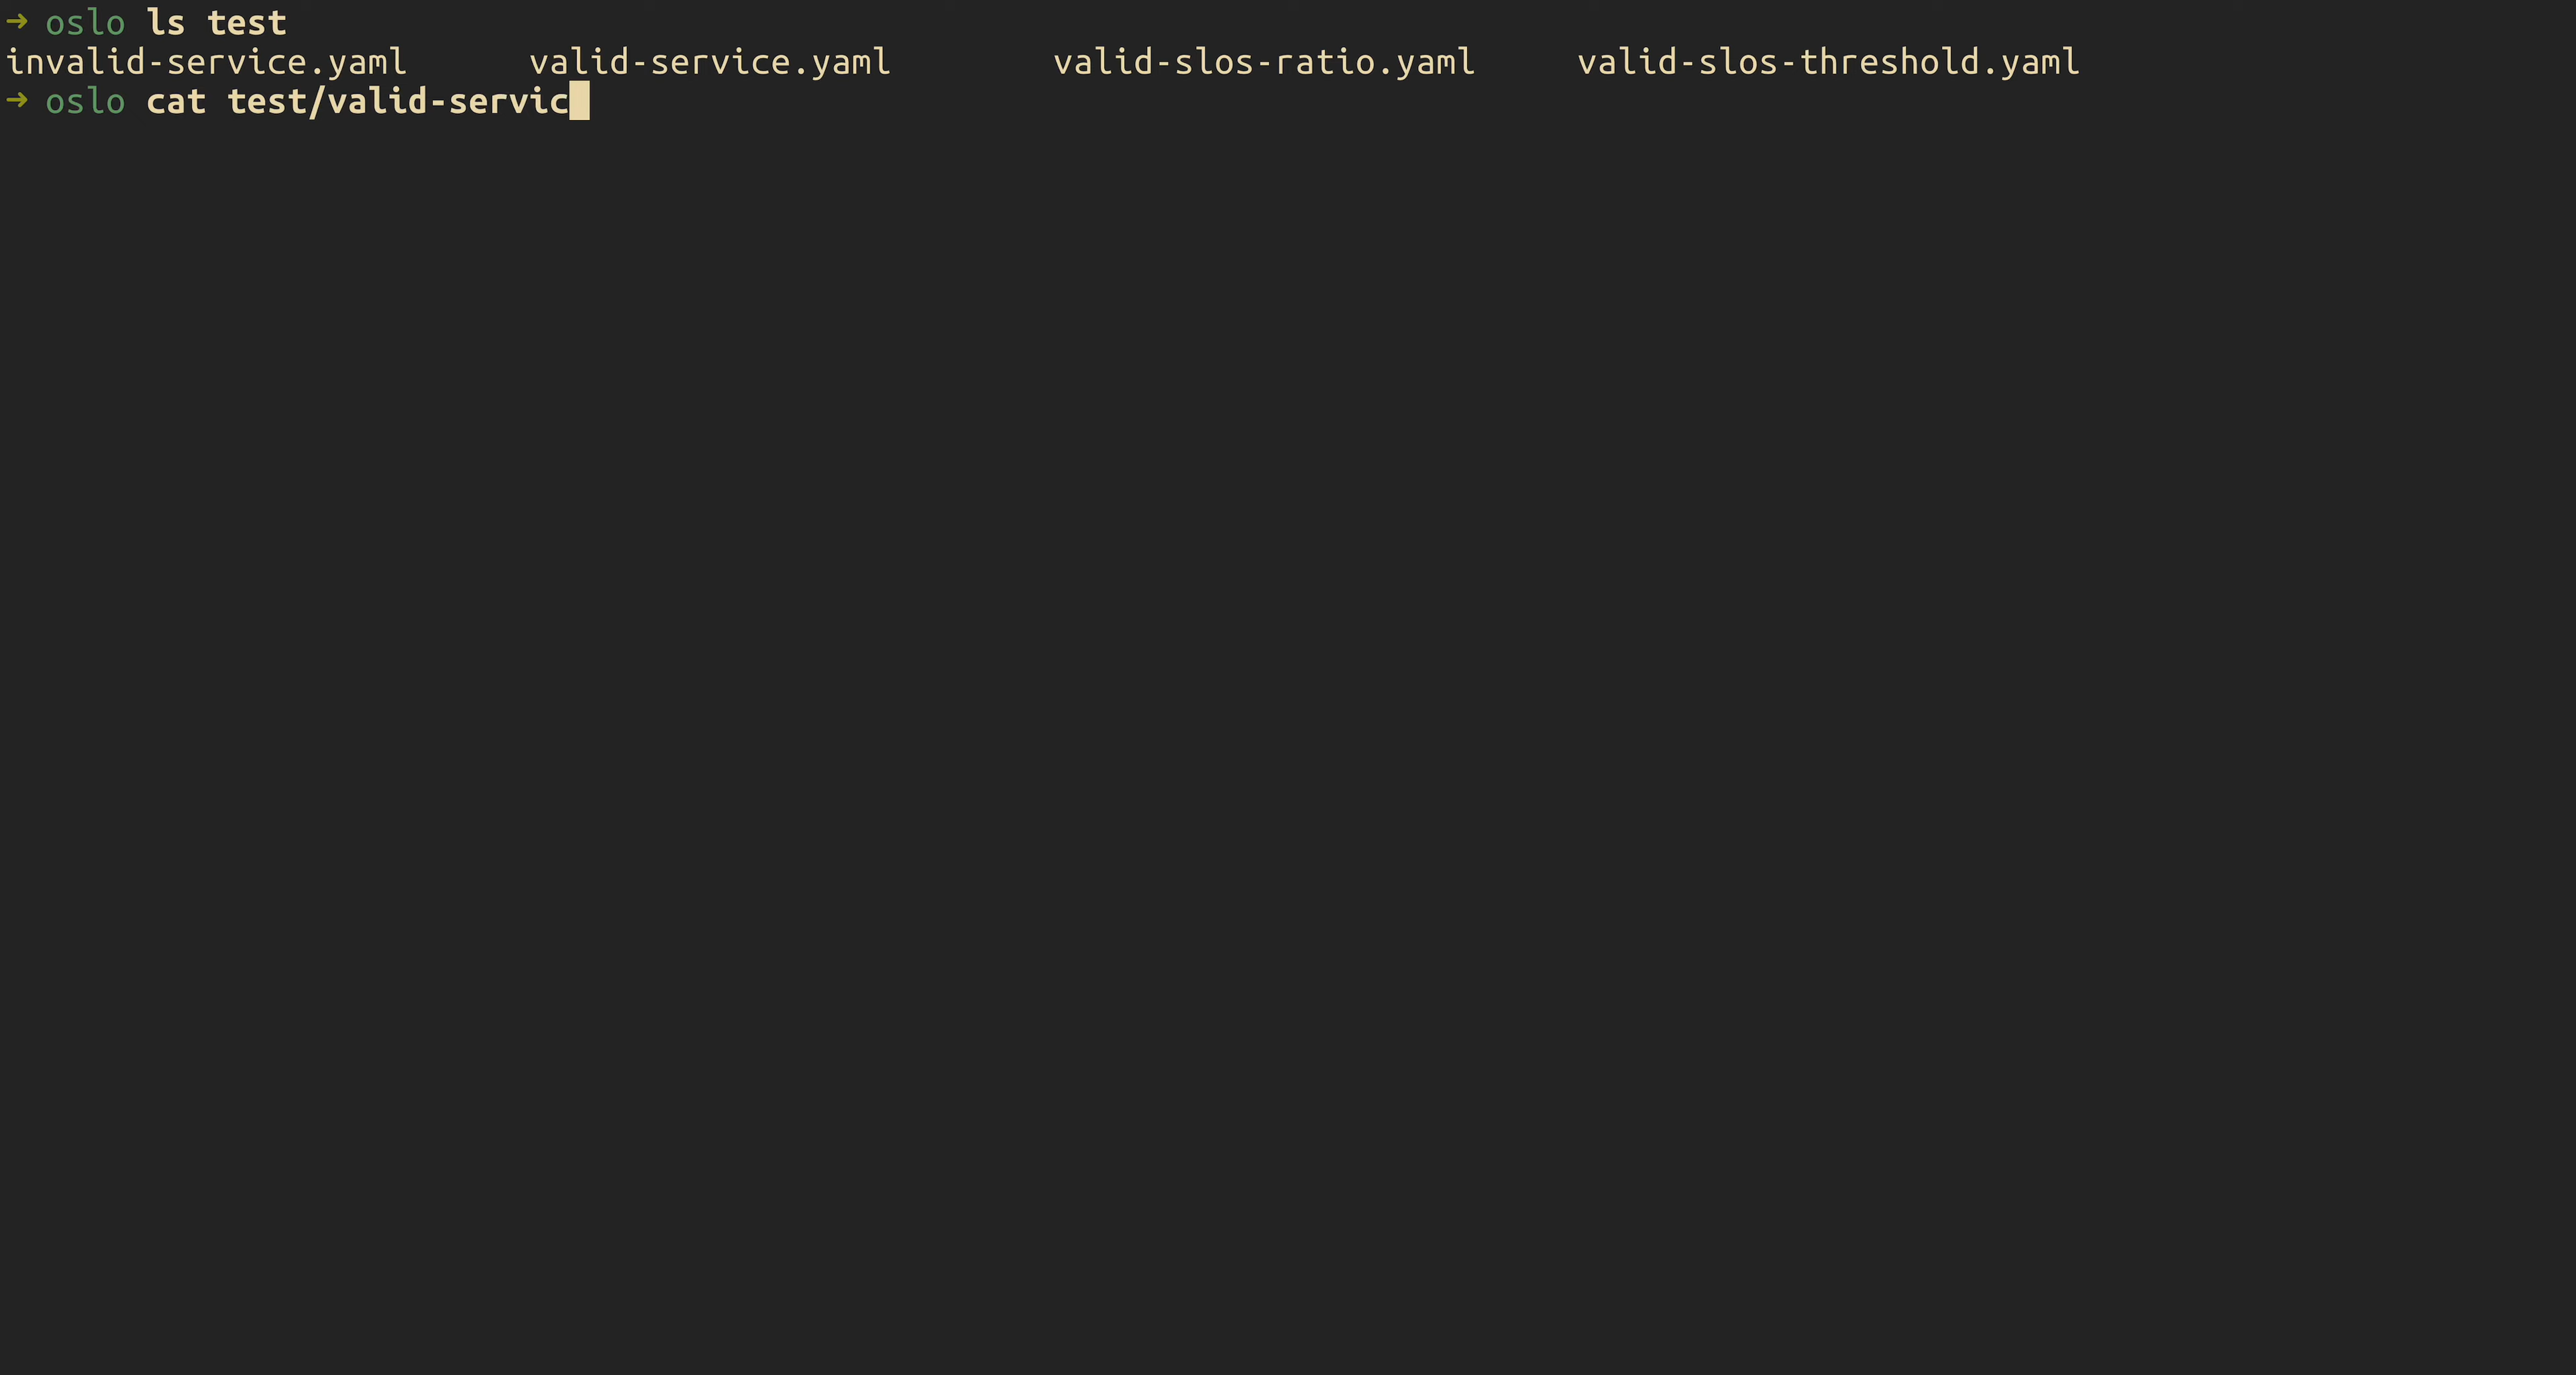 ➜ oslo ls test
invalid-service.yaml valid-service.yaml valid-slos-ratio.yaml valid-slos-threshold.yaml
➜ oslo cat test/valid-servic